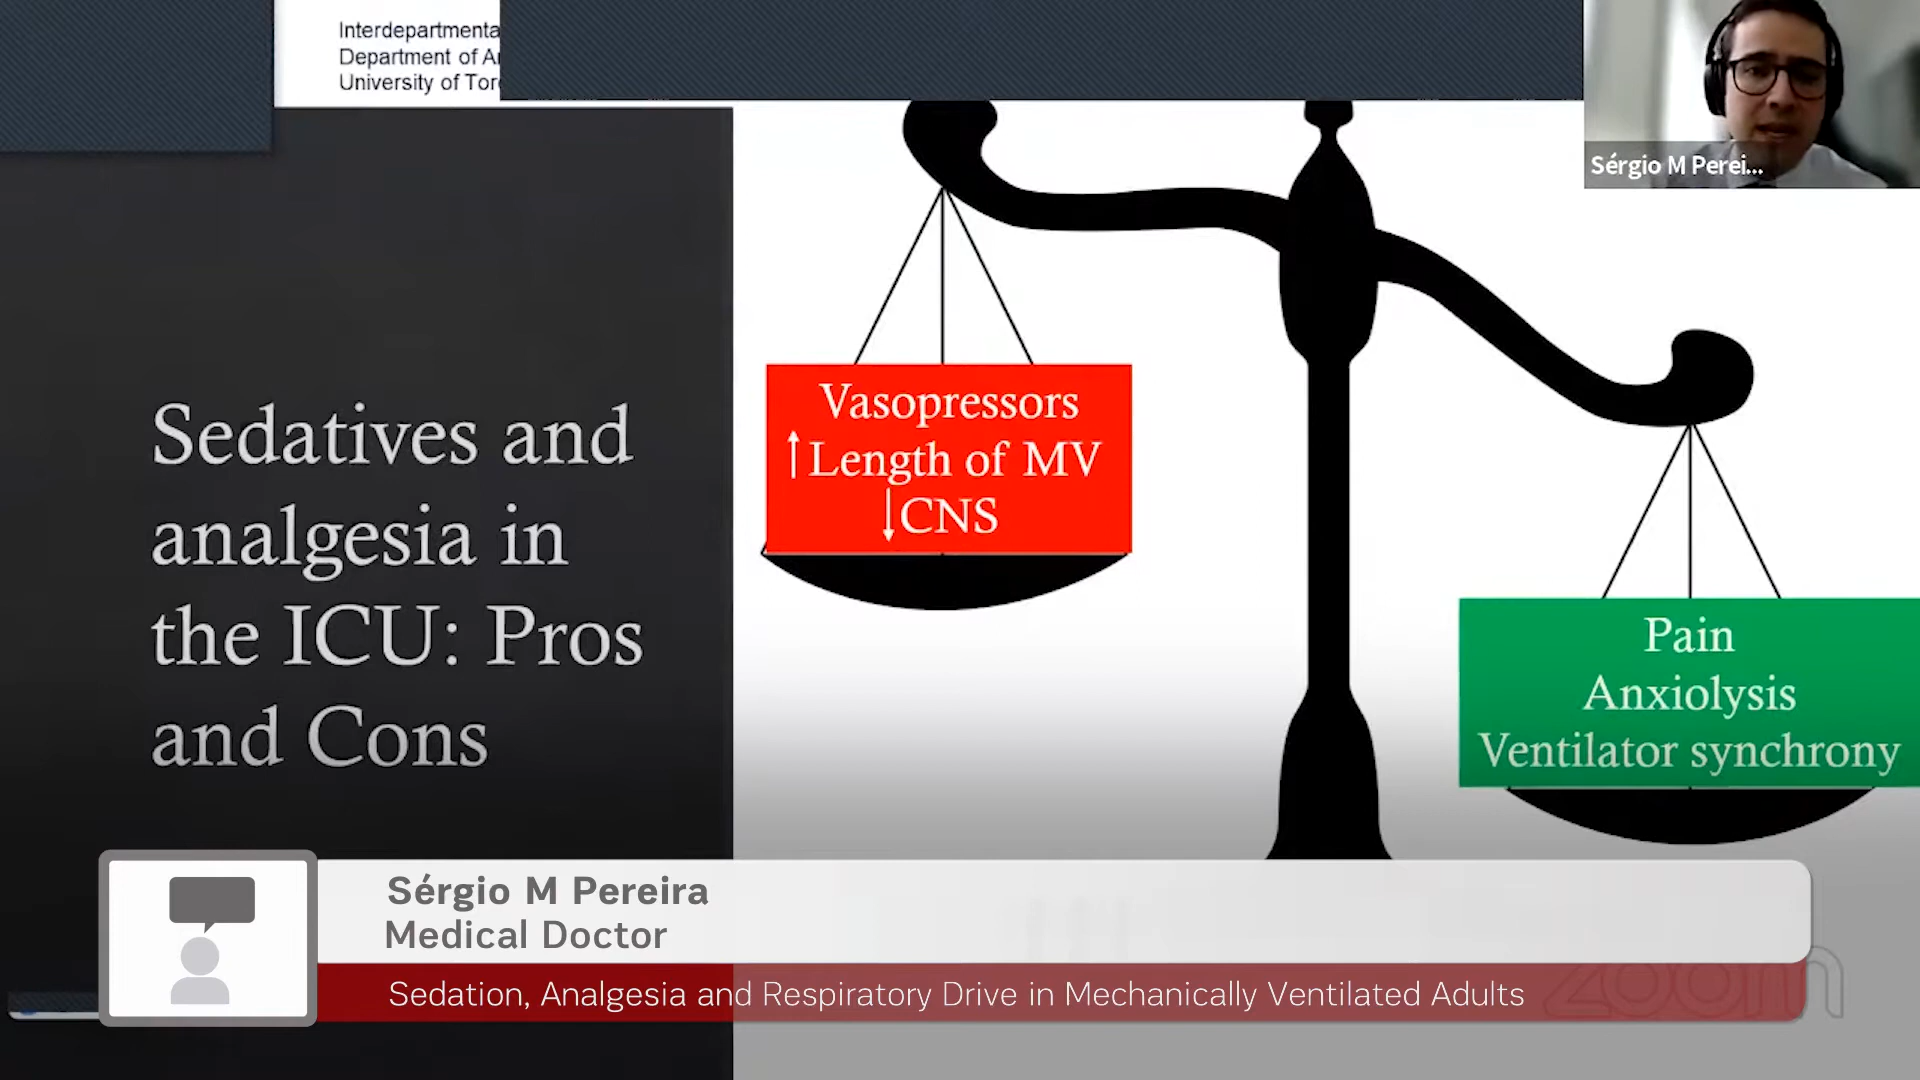 Interdepartmenta
Department of A
University of Tor
Sérgio M Perei...
Sedatives and
analgesia in
the ICU: Pros
and Cons
Vasopressors
↑Length of MV
↓CNS
Pain
Anxiolysis
Ventilator synchrony
Sérgio M Pereira
Medical Doctor
Sedation, Analgesia and Respiratory Drive in Mechanically Ventilated Adults
zoom